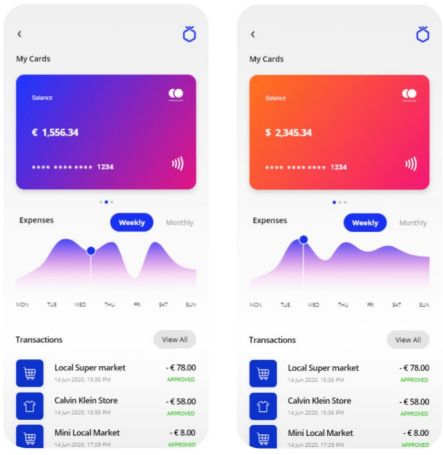 My Cards
Balance
€ 1,556.34
**** **** **** 1234
Expenses
Weekly
Monthly
MON TUE WED THU FRI SAT SUN
Transactions
View All
Local Super market
- € 78.00
14 Jun 2020, 15:35 PM
APPROVED
Calvin Klein Store
- € 58.00
14 Jun 2020, 15:35 PM
APPROVED
Mini Local Market
- € 8.00
14 Jun 2020, 17:29 PM
APPROVED
My Cards
Balance
$ 2,345.34
**** **** **** 1234
Expenses
Weekly
Monthly
MON TUE WED THU FRI SAT SUN
Transactions
View All
Local Super market
- € 78.00
14 Jun 2020, 15:35 PM
APPROVED
Calvin Klein Store
- € 58.00
14 Jun 2020, 15:35 PM
APPROVED
Mini Local Market
- € 8.00
14 Jun 2020, 17:29 PM
APPROVED